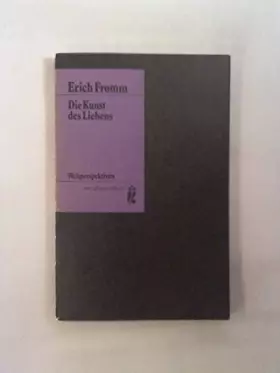 Erich Fromm
Die Kunst
des Liebens
Weltperspektiven